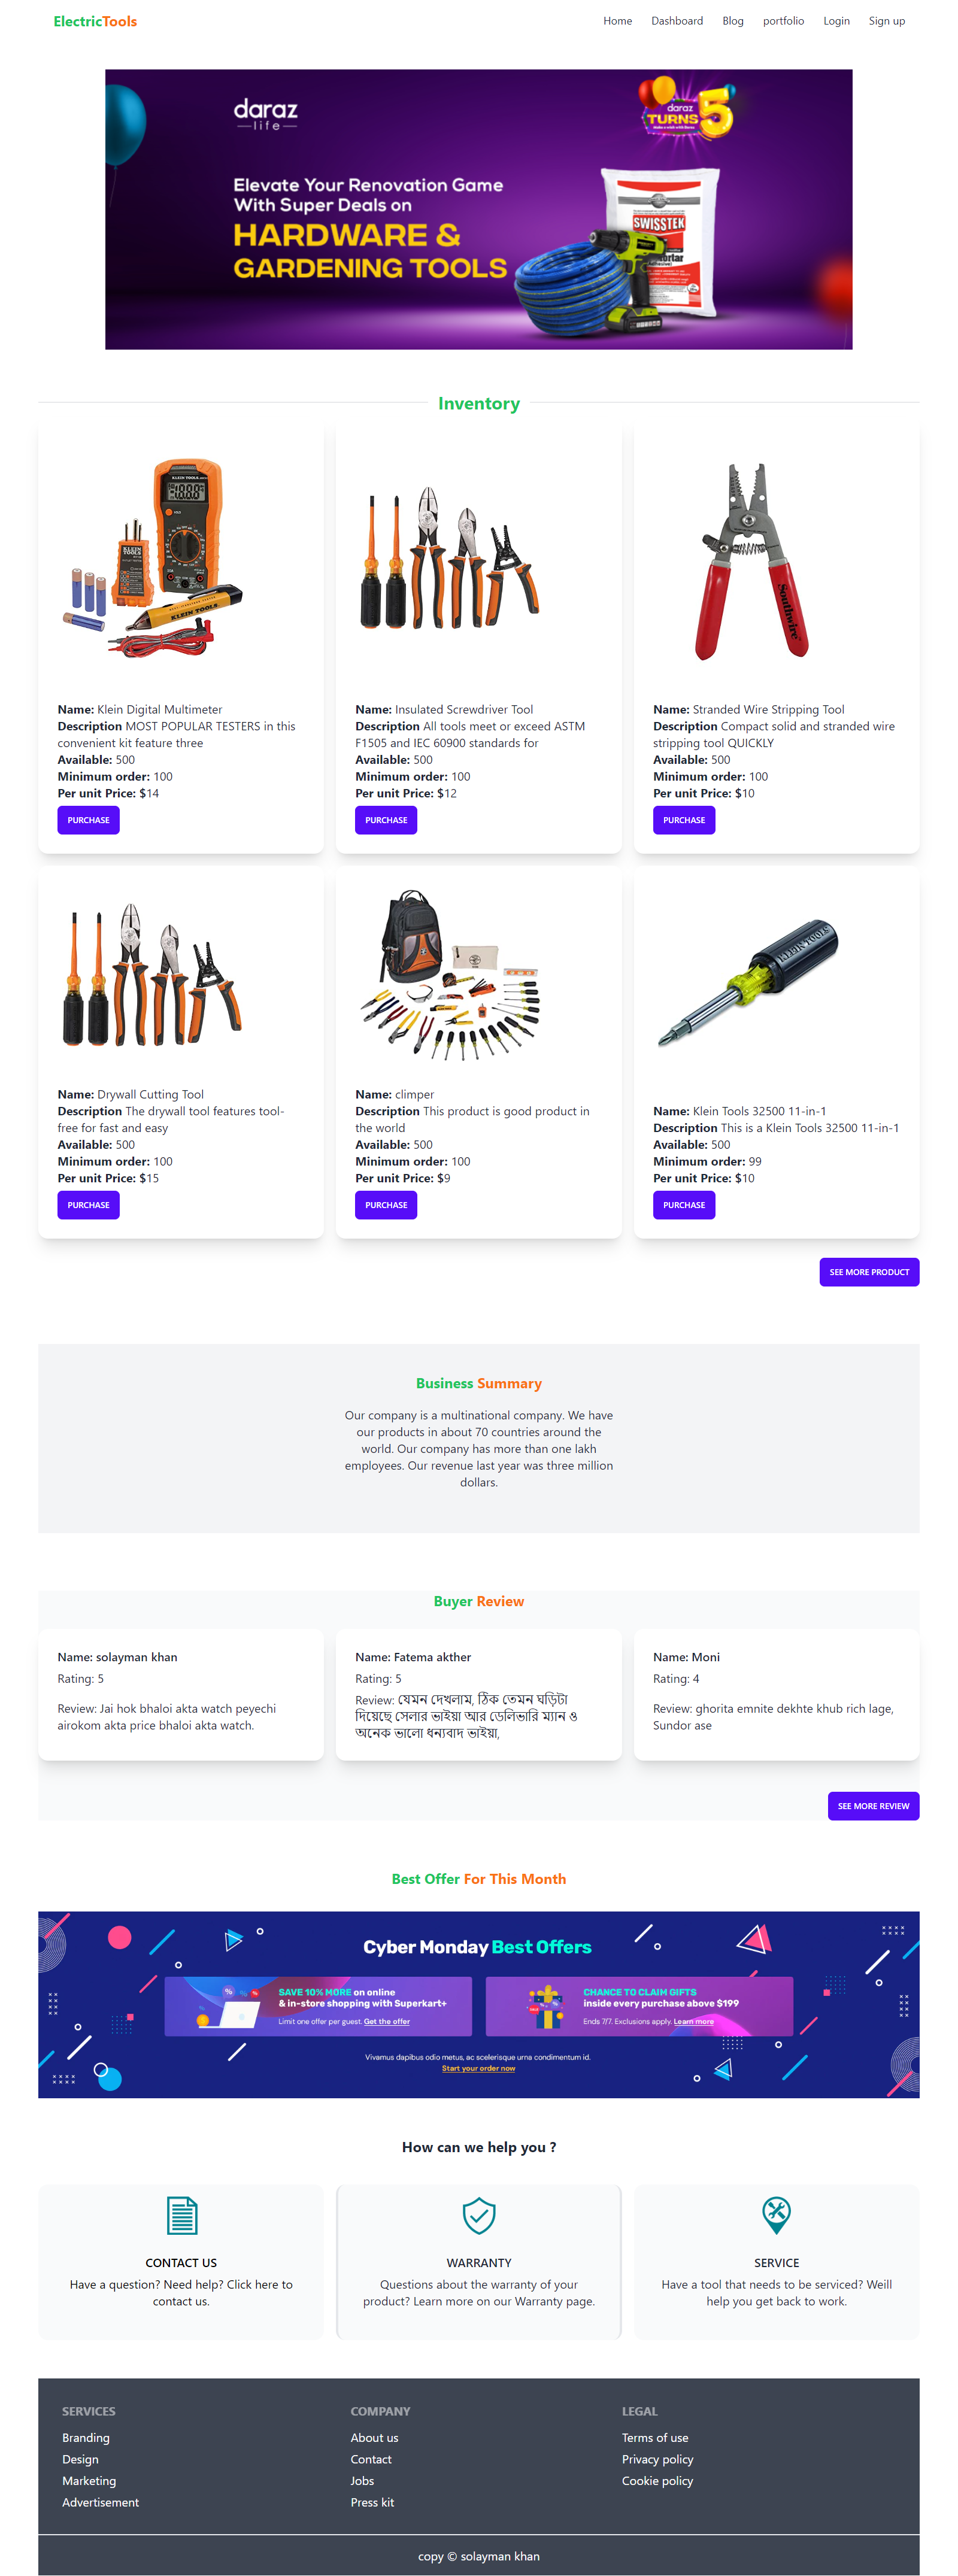 ElectricTools
Home Dashboard Blog portfolio Login Sign up
daraz
life
daraz
TURNS 5
Elevate Your Renovation Game
With Super Deals on
HARDWARE &
GARDENING TOOLS
SWISSTEK
Inventory
KLEIN TOOLS
KLEIN TOOLS
KLEIN TOOLS
Southwire
Name: Klein Digital Multimeter
Description MOST POPULAR TESTERS in this
convenient kit feature three
Available: 500
Minimum order: 100
Per unit Price: $14
PURCHASE
Name: Insulated Screwdriver Tool
Description All tools meet or exceed ASTM
F1505 and IEC 60900 standards for
Available: 500
Minimum order: 100
Per unit Price: $12
PURCHASE
Name: Stranded Wire Stripping Tool
Description Compact solid and stranded wire
stripping tool QUICKLY
Available: 500
Minimum order: 100
Per unit Price: $10
PURCHASE
KLEIN TOOLS
Name: Drywall Cutting Tool
Description The drywall tool features tool-
free for fast and easy
Available: 500
Minimum order: 100
Per unit Price: $15
PURCHASE
Name: climper
Description This product is good product in
the world
Available: 500
Minimum order: 100
Per unit Price: $9
PURCHASE
Name: Klein Tools 32500 11-in-1
Description This is a Klein Tools 32500 11-in-1
Available: 500
Minimum order: 99
Per unit Price: $10
PURCHASE
SEE MORE PRODUCT
Business Summary
Our company is a multinational company. We have
our products in about 70 countries around the
world. Our company has more than one lakh
employees. Our revenue last year was three million
dollars.
Buyer Review
Name: solayman khan
Rating: 5
Review: Jai hok bhaloi akta watch peyechi
airokom akta price bhaloi akta watch.
Name: Fatema akther
Rating: 5
Review: যেমন দেখলাম, ঠিক তেমন ঘড়িটা
দিয়েছে সেলার ভাইয়া আর ডেলিভারি ম্যান ও
অনেক ভালো ধন্যবাদ ভাইয়া,
Name: Moni
Rating: 4
Review: ghorita emnite dekhte khub rich lage,
Sundor ase
SEE MORE REVIEW
Best Offer For This Month
Cyber Monday Best Offers
SAVE 10% MORE on online
& in-store shopping with Superkart+
Limit one offer per guest. Get the offer
CHANCE TO CLAIM GIFTS
inside every purchase above $199
Ends 7/7. Exclusions apply. Learn more
Vivamus dapibus odio metus, ac scelerisque urna condimentum id.
Start your order now
How can we help you ?
CONTACT US
Have a question? Need help? Click here to
contact us.
WARRANTY
Questions about the warranty of your
product? Learn more on our Warranty page.
SERVICE
Have a tool that needs to be serviced? Weill
help you get back to work.
SERVICES
Branding
Design
Marketing
Advertisement
COMPANY
About us
Contact
Jobs
Press kit
LEGAL
Terms of use
Privacy policy
Cookie policy
copy © solayman khan